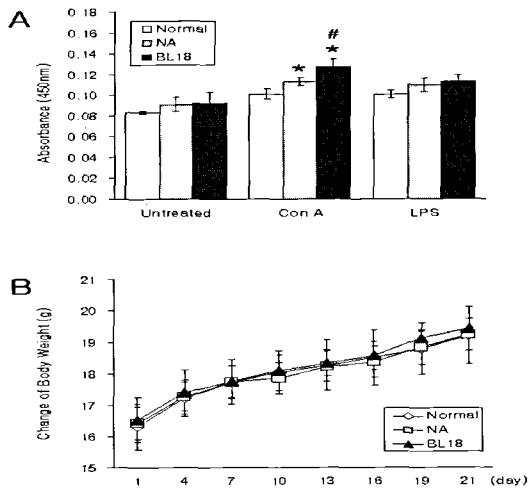 A
Absorbance (450nm)
0.18
0.16
0.14
0.12
0.10
0.08
0.06
0.04
0.02
0.00
Normal
NA
BL18
*
#
*
Untreated
Con A
LPS
B
Change of Body Weight (g)
21
20
19
18
17
16
15
Normal
NA
BL18
1 4 7 10 13 16 19 21 (day)